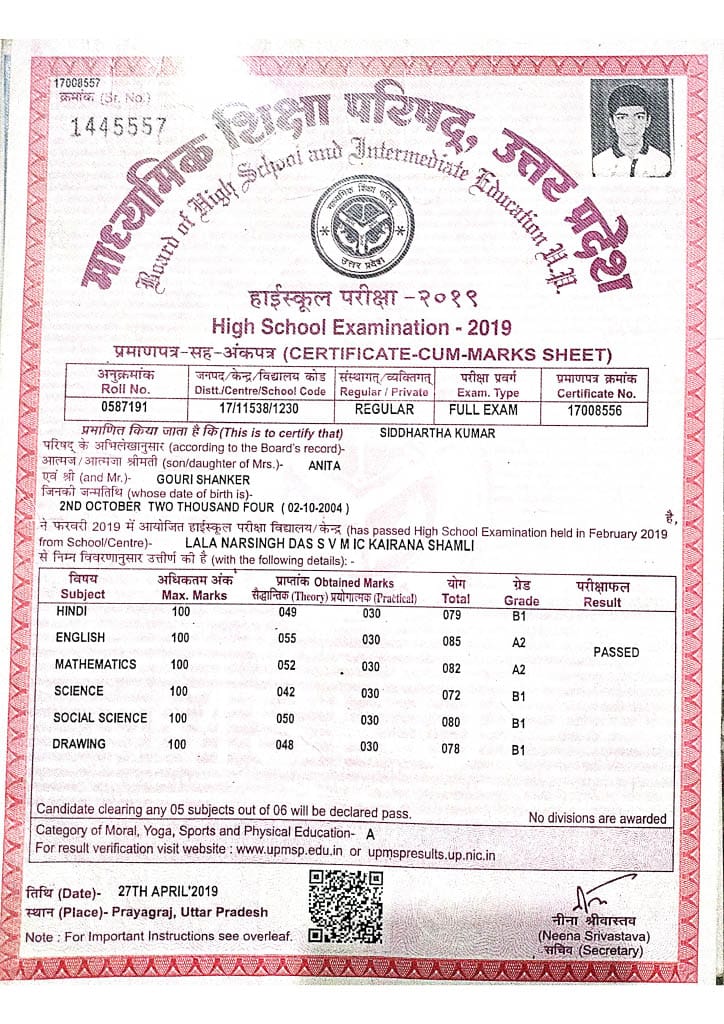 17008557
क्रमांक (Sr. No.)
1445557
माध्यमिक शिक्षा परिषद्, उत्तर प्रदेश
Board of High School and Intermediate Education U.P.
माध्यमिक शिक्षा परिषद
उत्तर प्रदेश
हाईस्कूल परीक्षा -२०१९
High School Examination - 2019
प्रमाणपत्र-सह-अंकपत्र (CERTIFICATE-CUM-MARKS SHEET)
अनुक्रमांक जनपद/केन्द्र/विद्यालय कोड संस्थागत्/व्यक्तिगत् परीक्षा प्रवर्ग प्रमाणपत्र क्रमांक
Roll No. Distt./Centre/School Code Regular / Private Exam. Type Certificate No.
0587191 17/11538/1230 REGULAR FULL EXAM 17008556
प्रमाणित किया जाता है कि(This is to certify that) SIDDHARTHA KUMAR
परिषद् के अभिलेखानुसार (according to the Board's record)-
आत्मज/आत्मजा श्रीमती (son/daughter of Mrs.)- ANITA
एवं श्री (and Mr.)- GOURI SHANKER
जिनकी जन्मतिथि (whose date of birth is)-
2ND OCTOBER TWO THOUSAND FOUR ( 02-10-2004 ) है,
ने फरवरी 2019 में आयोजित हाईस्कूल परीक्षा विद्यालय/केन्द्र (has passed High School Examination held in February 2019
from School/Centre)- LALA NARSINGH DAS S V M IC KAIRANA SHAMLI
से निम्न विवरणानुसार उत्तीर्ण की है (with the following details): -
विषय अधिकतम अंक प्राप्तांक Obtained Marks योग ग्रेड परीक्षाफल
Subject Max. Marks सैद्धान्तिक (Theory) प्रयोगात्मक (Practical) Total Grade Result
HINDI 100 049 030 079 B1
ENGLISH 100 055 030 085 A2 PASSED
MATHEMATICS 100 052 030 082 A2
SCIENCE 100 042 030 072 B1
SOCIAL SCIENCE 100 050 030 080 B1
DRAWING 100 048 030 078 B1
Candidate clearing any 05 subjects out of 06 will be declared pass. No divisions are awarded
Category of Moral, Yoga, Sports and Physical Education- A
For result verification visit website : www.upmsp.edu.in or upmspresults.up.nic.in
तिथि (Date)- 27TH APRIL'2019
स्थान (Place)- Prayagraj, Uttar Pradesh
नीना श्रीवास्तव
(Neena Srivastava)
सचिव (Secretary)
Note : For Important Instructions see overleaf.